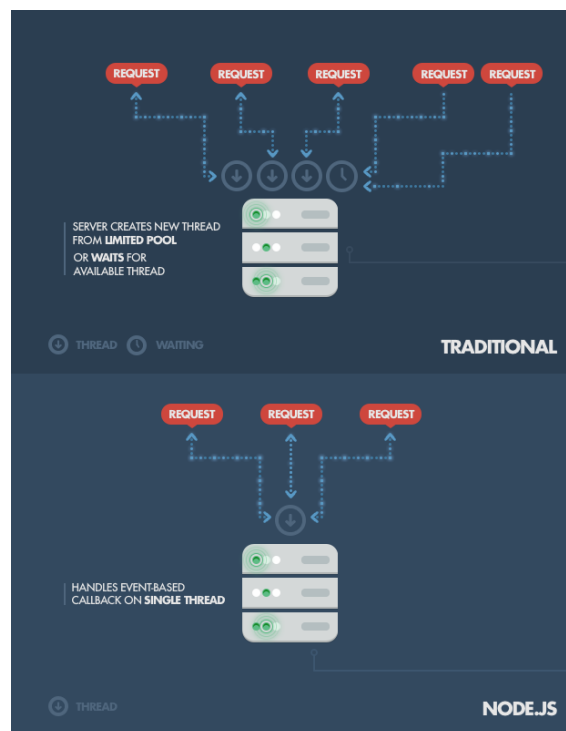 REQUEST
REQUEST
REQUEST
REQUEST
REQUEST
SERVER CREATES NEW THREAD
FROM LIMITED POOL
OR WAITS FOR
AVAILABLE THREAD
THREAD
WAITING
TRADITIONAL
REQUEST
REQUEST
REQUEST
HANDLES EVENT-BASED
CALLBACK ON SINGLE THREAD
THREAD
NODE.JS